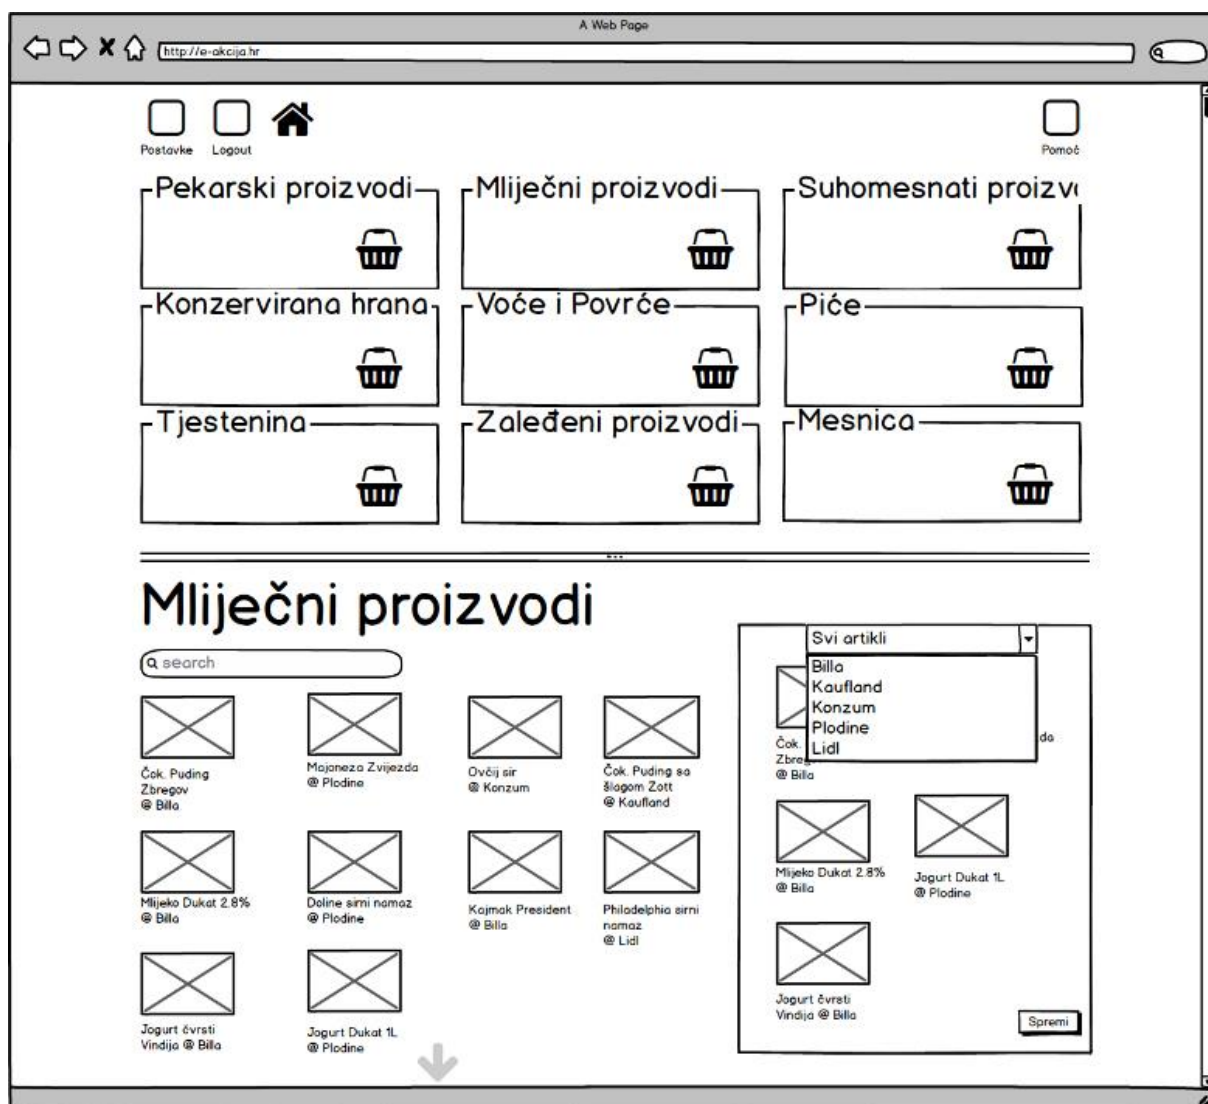 A Web Page
http://e-akcija.hr
Postavke
Logout
Pomoć
Pekarski proizvodi
Mliječni proizvodi
Suhomesnati proizv
Konzervirana hrana
Voće i Povrće
Piće
Tjestenina
Zaleđeni proizvodi
Mesnica
Mliječni proizvodi
search
Čok. Puding
Zbregov
@ Billa
Majoneza Zvijezda
@ Plodine
Ovčij sir
@ Konzum
Čok. Puding sa
šlagom Zott
@ Kaufland
Mlijeko Dukat 2.8%
@ Billa
Doline sirni namaz
@ Plodine
Kajmak President
@ Billa
Philadelphia sirni
namaz
@ Lidl
Jogurt čvrsti
Vindija @ Billa
Jogurt Dukat 1L
@ Plodine
Svi artikli
Billa
Kaufland
Konzum
Plodine
Lidl
Čok.
Zbreg
@ Billa
da
Mlijeko Dukat 2.8%
@ Billa
Jogurt Dukat 1L
@ Plodine
Jogurt čvrsti
Vindija @ Billa
Spremi